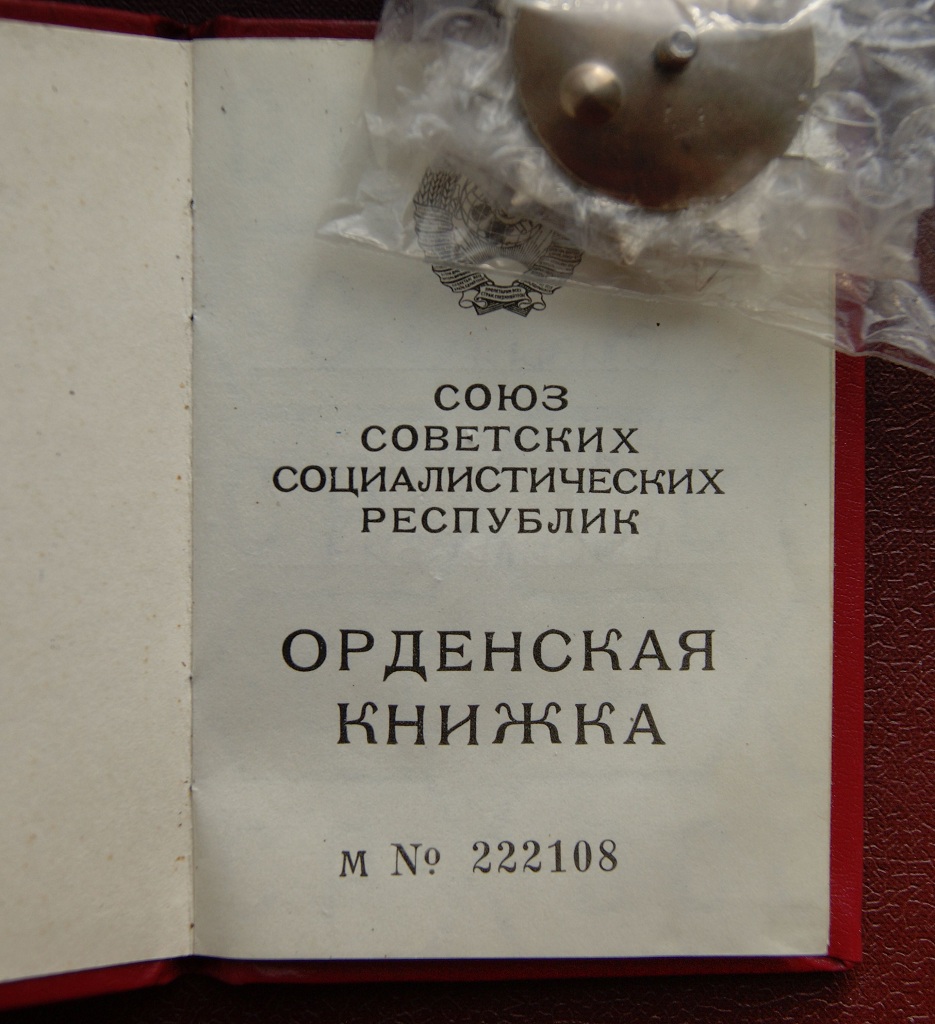 СОЮЗ
СОВЕТСКИХ
СОЦИАЛИСТИЧЕСКИХ
РЕСПУБЛИК
ОРДЕНСКАЯ
КНИЖКА
М № 222108